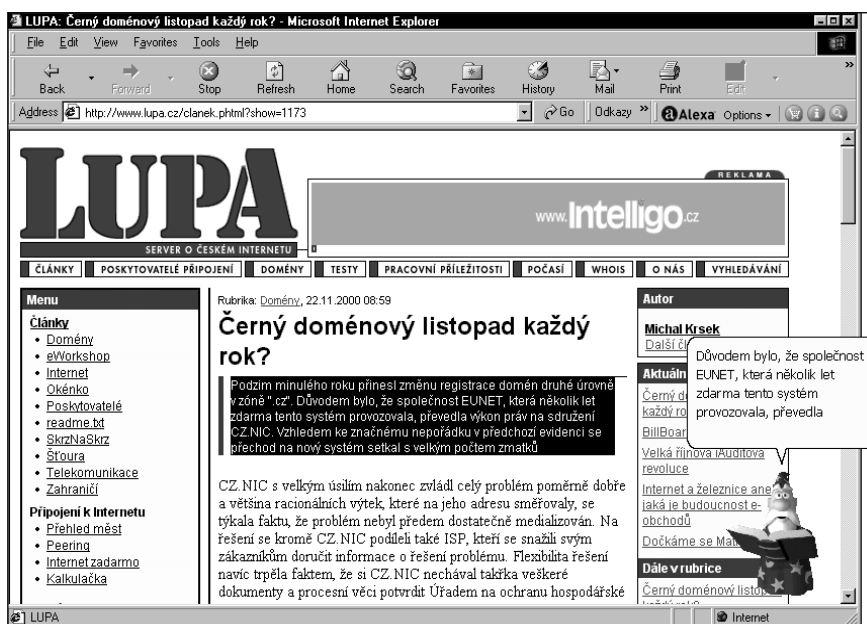 LUPA: Černý doménový listopad každý rok? - Microsoft Internet Explorer
File Edit View Favorites Tools Help
Back Forward Stop Refresh Home Search Favorites History Mail Print Edit
Address http://www.lupa.cz/clanek.phtml?show=1173 Go Odkazy » Alexa Options
LUPA
SERVER O ČESKÉM INTERNETU
REKLAMA
www.Intelligo.cz
ČLÁNKY POSKYTOVATELÉ PŘIPOJENÍ DOMÉNY TESTY PRACOVNÍ PŘÍLEŽITOSTI POČASÍ WHOIS O NÁS VYHLEDÁVÁNÍ
Menu
Články
• Domény
• eWorkshop
• Internet
• Okénko
• Poskytovatelé
• readme.txt
• SkrzNaSkrz
• Šťoura
• Telekomunikace
• Zahraničí
Připojení k Internetu
• Přehled měst
• Peering
• Internet zadarmo
• Kalkulačka
Rubrika: Domény, 22.11.2000 08:59
Černý doménový listopad každý
rok?
Podzim minulého roku přinesl změnu registrace domén druhé úrovně
v zóně ".cz". Důvodem bylo, že společnost EUNET, která několik let
zdarma tento systém provozovala, převedla výkon práv na sdružení
CZ.NIC. Vzhledem ke značnému nepořádku v předchozí evidenci se
přechod na nový systém setkal s velkým počtem zmatků
CZ.NIC s velkým úsilím nakonec zvládl celý problém poměrně dobře
a většina racionálních výtek, které na jeho adresu směřovaly, se
týkala faktu, že problém nebyl předem dostatečně medializován. Na
řešení se kromě CZ.NIC podíleli také ISP, kteří se snažili svým
zákazníkům doručit informace o řešení problému. Flexibilita řešení
navíc trpěla faktem, že si CZ.NIC nechával takřka veškeré
dokumenty a procesní věci potvrdit Úřadem na ochranu hospodářské
Autor
Michal Krsek
Další čl
Aktuáln
Černý d
každý ro
BillBoar
Velká říjnová iAuditová
revoluce
Internet a železnice ane
jaká je budoucnost e-
obchodů
Dočkáme se Mat
Dále v rubrice
Černý doménový listop
Důvodem bylo, že společnost
EUNET, která několik let
zdarma tento systém
provozovala, převedla
LUPA
Internet